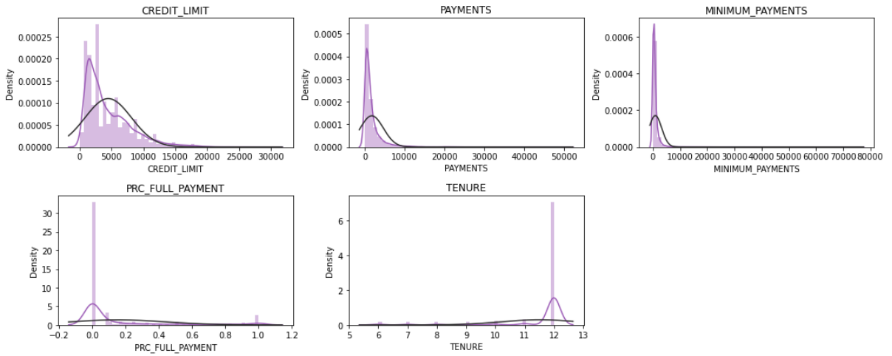 CREDIT_LIMIT
0.00025
0.00020
0.00015
0.00010
0.00005
0.00000
Density
0 5000 10000 15000 20000 25000 30000
CREDIT_LIMIT
PAYMENTS
0.0005
0.0004
0.0003
0.0002
0.0001
0.0000
Density
0 10000 20000 30000 40000 50000
PAYMENTS
MINIMUM_PAYMENTS
0.0006
0.0004
0.0002
0.0000
Density
0 10000 20000 30000 40000 50000 60000 70000 80000
MINIMUM_PAYMENTS
PRC_FULL_PAYMENT
30
25
20
15
10
5
0
Density
−0.2 0.0 0.2 0.4 0.6 0.8 1.0 1.2
PRC_FULL_PAYMENT
TENURE
6
4
2
0
Density
5 6 7 8 9 10 11 12 13
TENURE